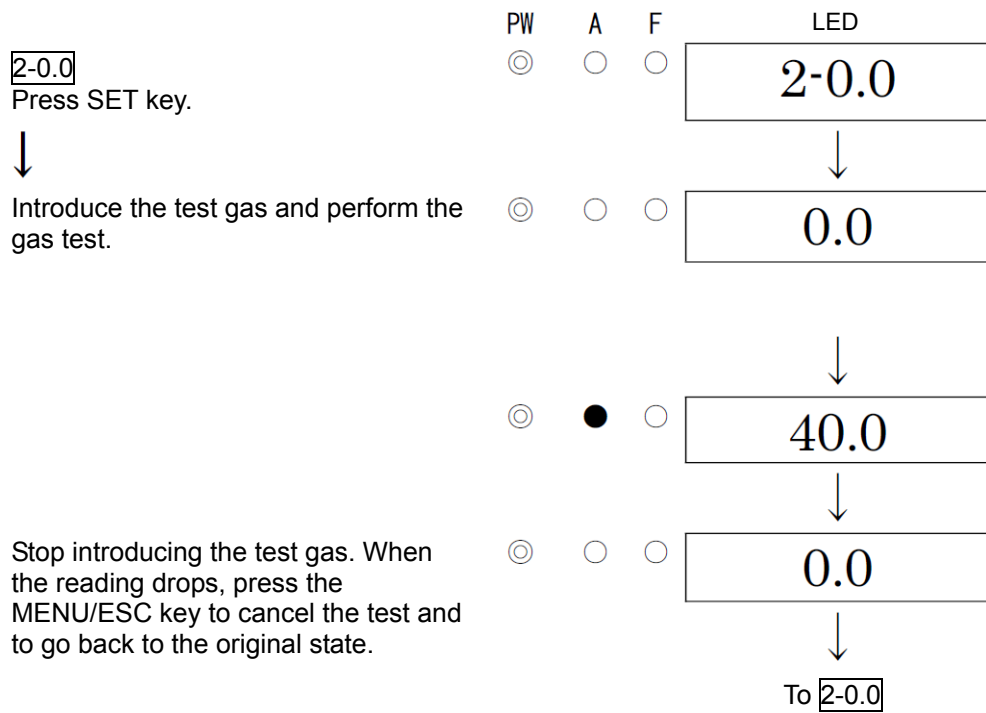 PW A F LED
2-0.0
Press SET key.
2-0.0
Introduce the test gas and perform the
gas test.
0.0
40.0
Stop introducing the test gas. When
the reading drops, press the
MENU/ESC key to cancel the test and
to go back to the original state.
0.0
To 2-0.0